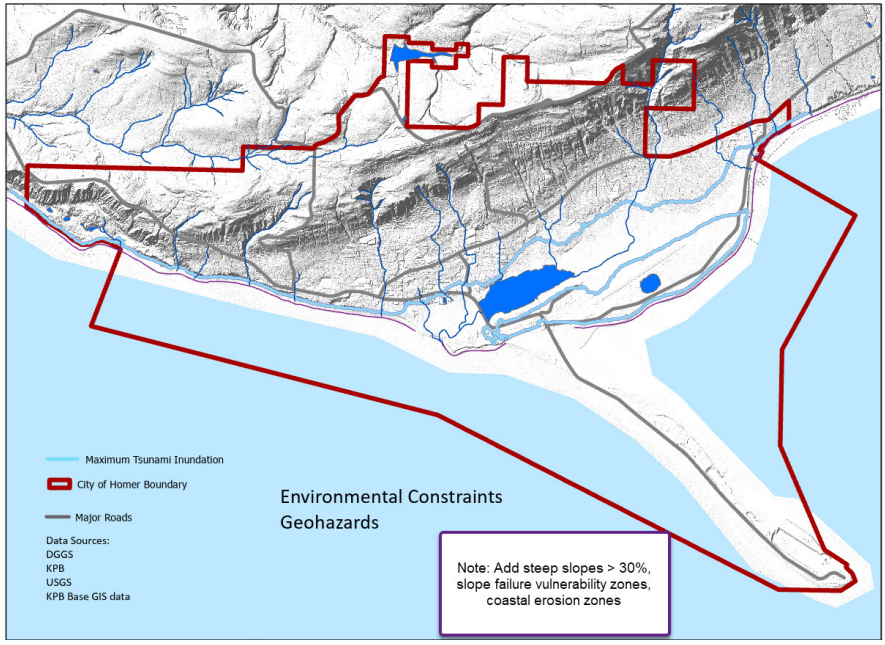 Maximum Tsunami Inundation
City of Homer Boundary
Major Roads
Data Sources:
DGGS
KPB
USGS
KPB Base GIS data
Environmental Constraints
Geohazards
Note: Add steep slopes > 30%,
slope failure vulnerability zones,
coastal erosion zones